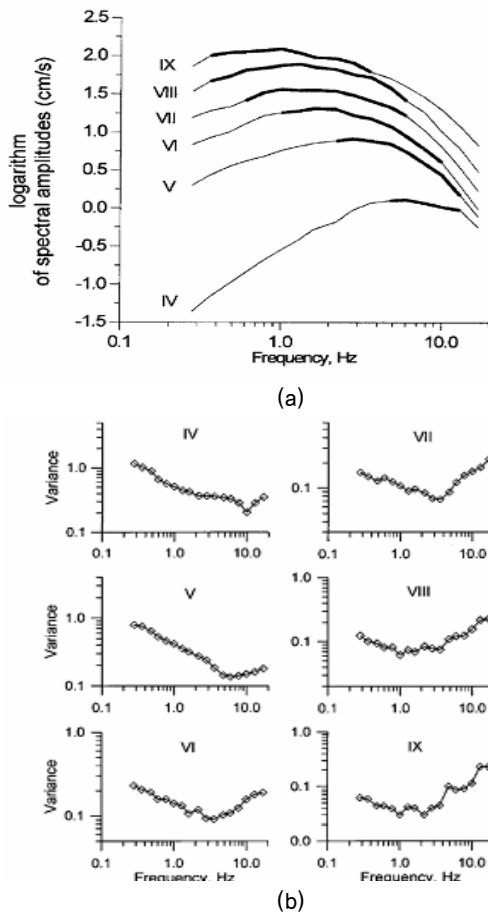 logarithm
of spectral amplitudes (cm/s)
2.5
2.0
1.5
1.0
0.5
0.0
-0.5
-1.0
-1.5
IX
VIII
VII
VI
V
IV
0.1 1.0 10.0
Frequency, Hz
(a)
IV
Variance
1.0
0.1
0.1 1.0 10.0
VII
0.1
0.1 1.0 10.0
V
Variance
1.0
0.1
0.1 1.0 10.0
VIII
0.1
0.1 1.0 10.0
VI
Variance
1.0
0.1
0.1 1.0 10.0
Frequency, Hz
IX
0.1
0.0
0.1 1.0 10.0
Frequency, Hz
(b)